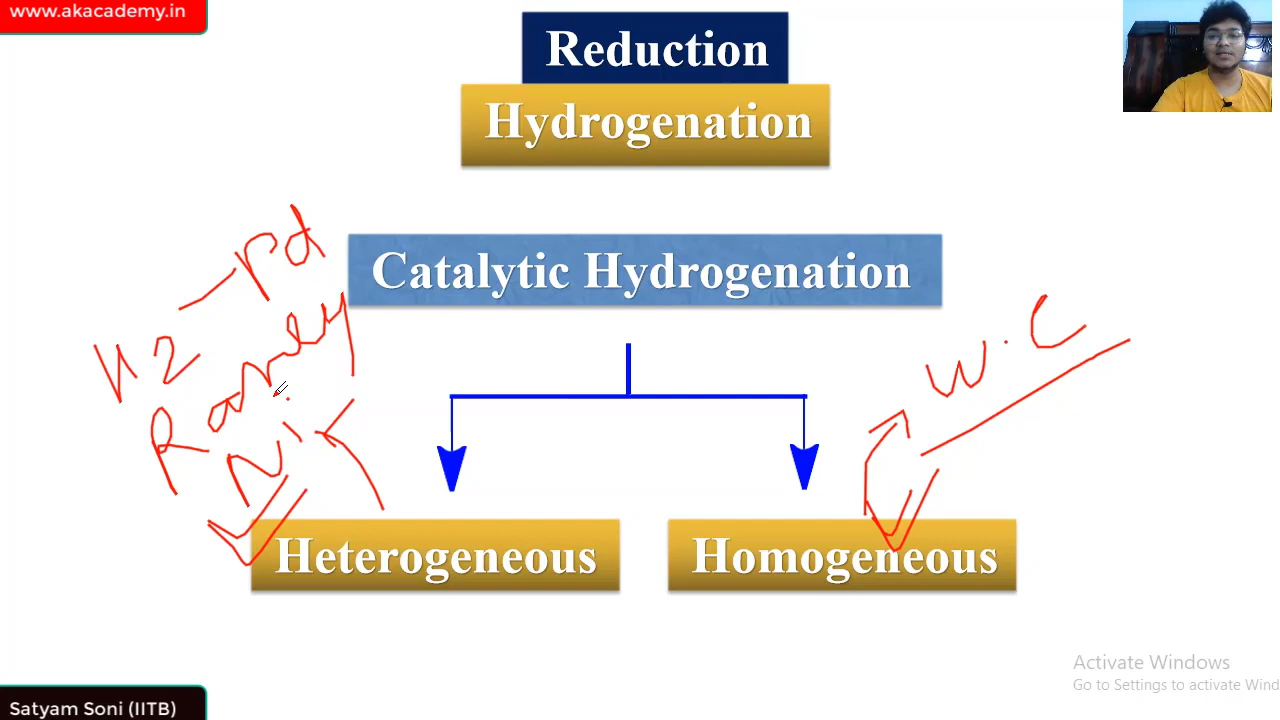 www.akacademy.in
Reduction
Hydrogenation
H2 - Pd
Catalytic Hydrogenation
Raney
Ni
W.C
Heterogeneous
Homogeneous
Activate Windows
Go to Settings to activate Wind
Satyam Soni (IITB)